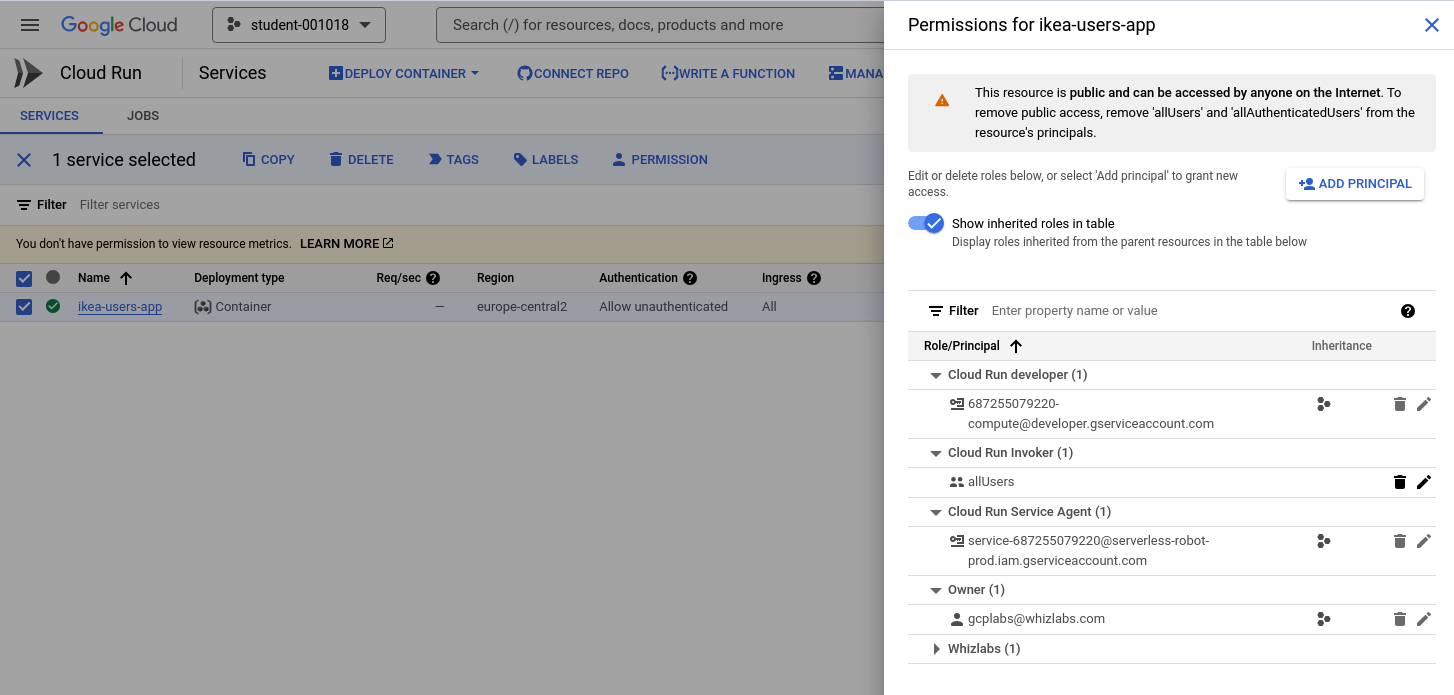 Google Cloud
student-001018
Search (/) for resources, docs, products and more
Cloud Run
Services
DEPLOY CONTAINER
CONNECT REPO
WRITE A FUNCTION
MANA
SERVICES
JOBS
1 service selected
COPY
DELETE
TAGS
LABELS
PERMISSION
Filter
Filter services
You don't have permission to view resource metrics. LEARN MORE
Name
Deployment type
Req/sec
Region
Authentication
Ingress
ikea-users-app
Container
—
europe-central2
Allow unauthenticated
All
Permissions for ikea-users-app
This resource is public and can be accessed by anyone on the Internet. To
remove public access, remove 'allUsers' and 'allAuthenticatedUsers' from the
resource's principals.
Edit or delete roles below, or select 'Add principal' to grant new
access.
ADD PRINCIPAL
Show inherited roles in table
Display roles inherited from the parent resources in the table below
Filter
Enter property name or value
Role/Principal
Inheritance
Cloud Run developer (1)
687255079220-
compute@developer.gserviceaccount.com
Cloud Run Invoker (1)
allUsers
Cloud Run Service Agent (1)
service-687255079220@serverless-robot-
prod.iam.gserviceaccount.com
Owner (1)
gcplabs@whizlabs.com
Whizlabs (1)